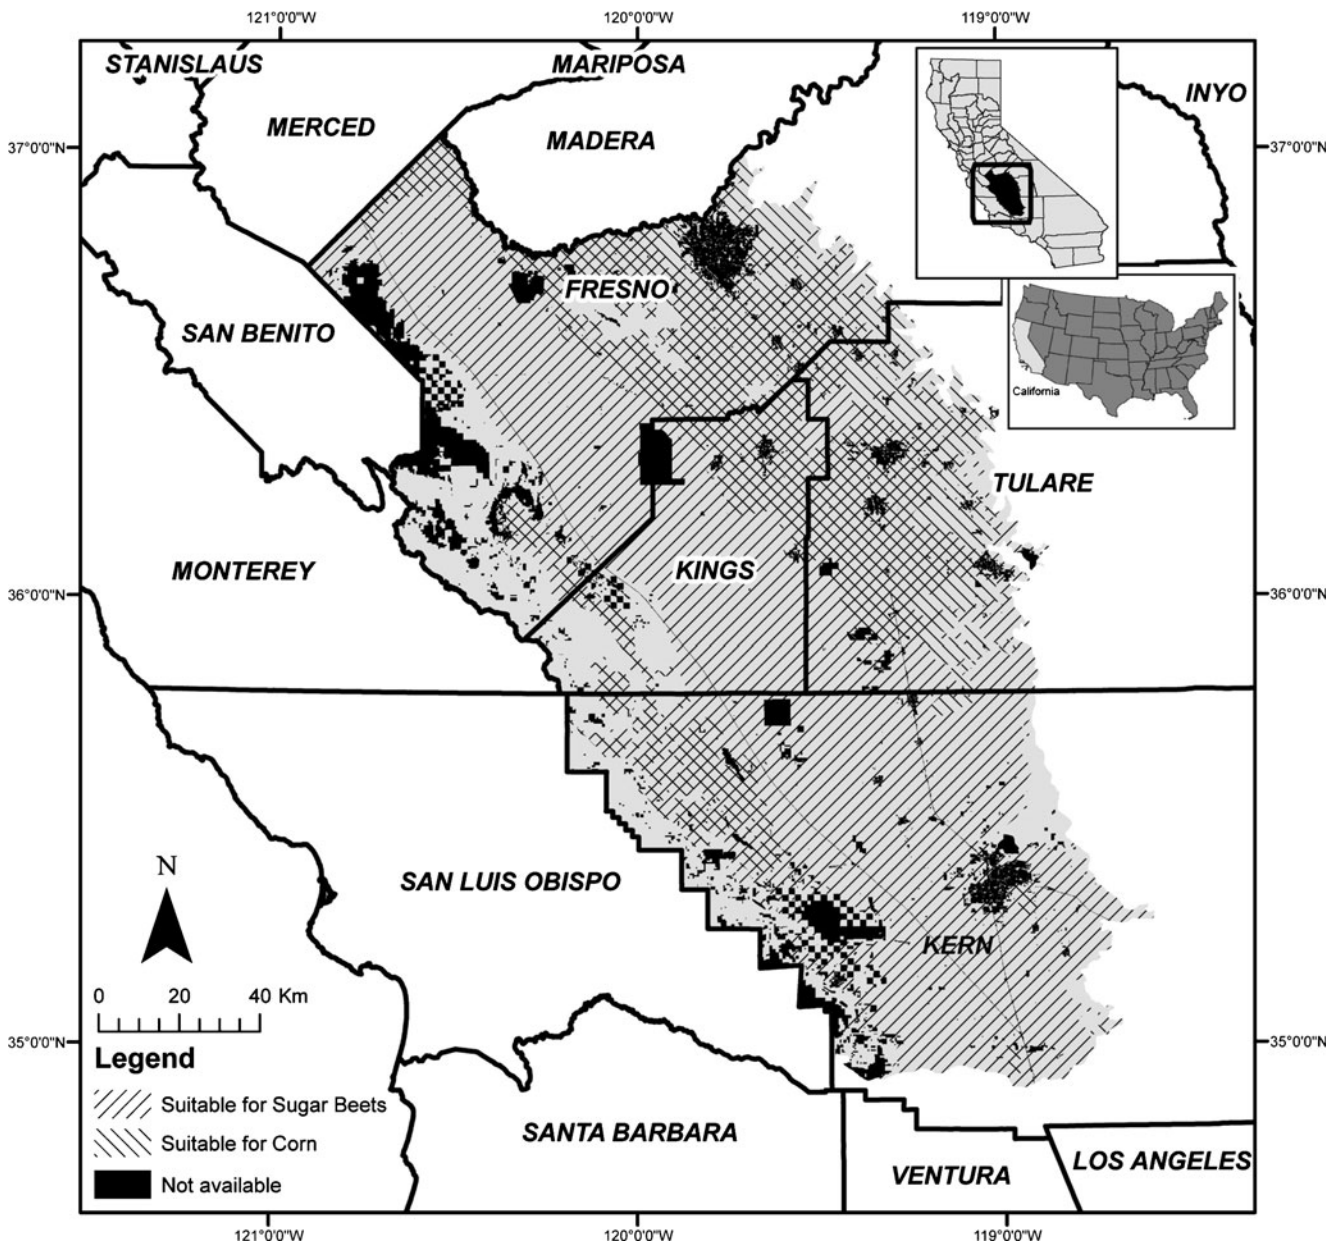 121°0'0"W 120°0'0"W 119°0'0"W
STANISLAUS
MARIPOSA
INYO
MERCED
MADERA
37°0'0"N
37°0'0"N
FRESNO
SAN BENITO
California
TULARE
MONTEREY
KINGS
36°0'0"N
36°0'0"N
SAN LUIS OBISPO
KERN
N
0 20 40 Km
35°0'0"N
35°0'0"N
Legend
Suitable for Sugar Beets
Suitable for Corn
Not available
SANTA BARBARA
VENTURA
LOS ANGELES
121°0'0"W 120°0'0"W 119°0'0"W